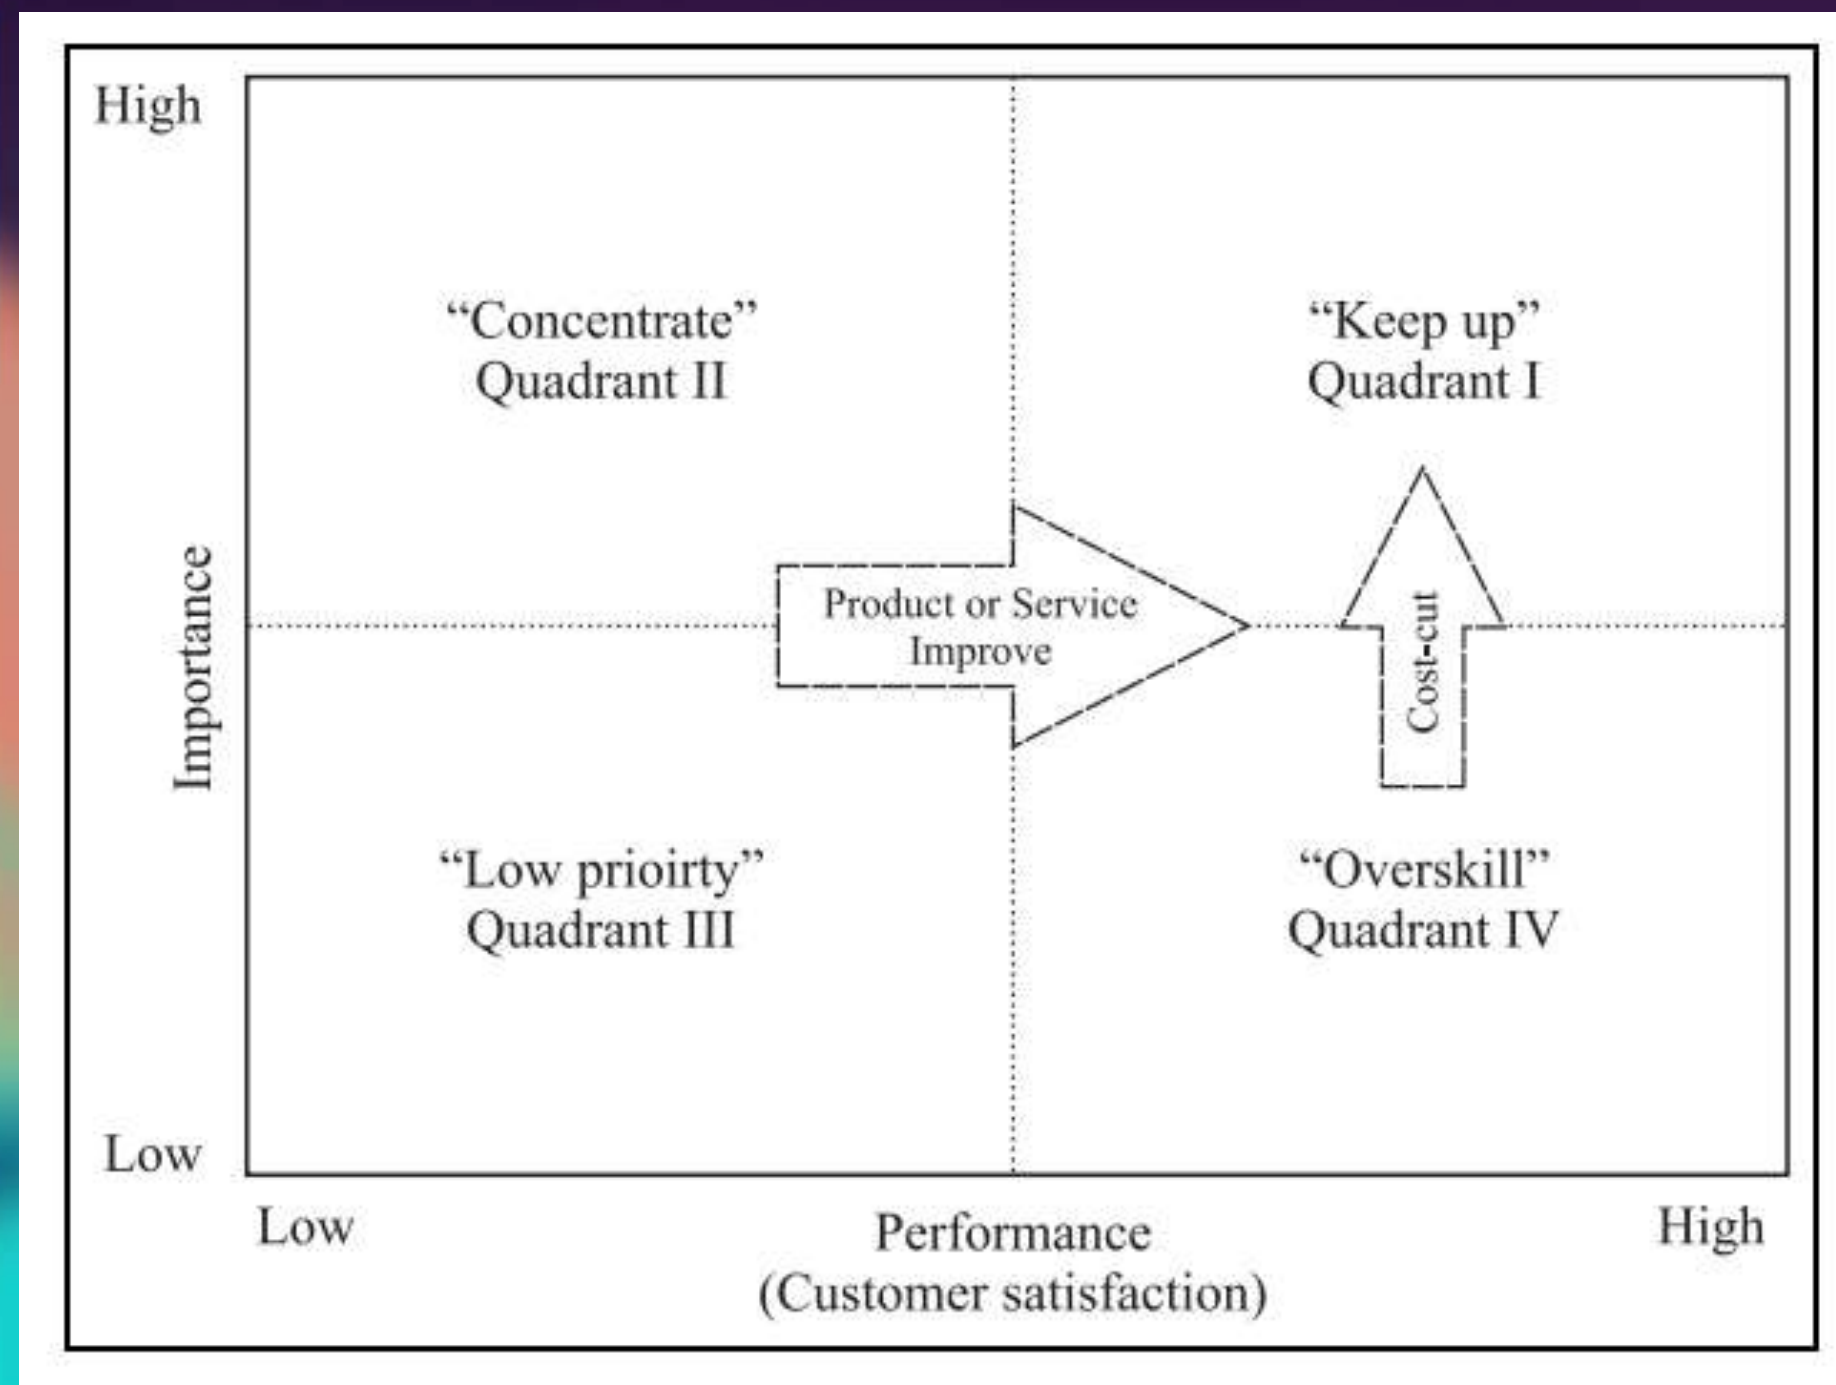 High
“Concentrate”
Quadrant II
“Keep up”
Quadrant I
Importance
Product or Service
Improve
Cost-cut
“Low prioirty”
Quadrant III
“Overskill”
Quadrant IV
Low
Low
Performance
(Customer satisfaction)
High